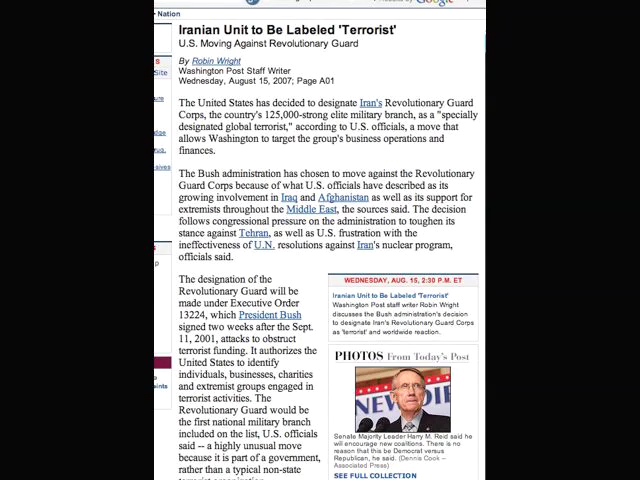 Google
Nation
Iranian Unit to Be Labeled 'Terrorist'
U.S. Moving Against Revolutionary Guard
By Robin Wright
Washington Post Staff Writer
Wednesday, August 15, 2007; Page A01
The United States has decided to designate Iran's Revolutionary Guard
Corps, the country's 125,000-strong elite military branch, as a "specially
designated global terrorist," according to U.S. officials, a move that
allows Washington to target the group's business operations and
finances.
The Bush administration has chosen to move against the Revolutionary
Guard Corps because of what U.S. officials have described as its
growing involvement in Iraq and Afghanistan as well as its support for
extremists throughout the Middle East, the sources said. The decision
follows congressional pressure on the administration to toughen its
stance against Tehran, as well as U.S. frustration with the
ineffectiveness of U.N. resolutions against Iran's nuclear program,
officials said.
The designation of the
Revolutionary Guard will be
made under Executive Order
13224, which President Bush
signed two weeks after the Sept.
11, 2001, attacks to obstruct
terrorist funding. It authorizes the
United States to identify
individuals, businesses, charities
and extremist groups engaged in
terrorist activities. The
Revolutionary Guard would be
the first national military branch
included on the list, U.S. officials
said -- a highly unusual move
because it is part of a government,
rather than a typical non-state
WEDNESDAY, AUG. 15, 2:30 P.M. ET
Iranian Unit to Be Labeled 'Terrorist'
Washington Post staff writer Robin Wright
discusses the Bush administration's decision
to designate Iran's Revolutionary Guard Corps
as 'terrorist' and worldwide reaction.
PHOTOS From Today's Post
Senate Majority Leader Harry M. Reid said he
will encourage new coalitions. There has to
be this be Democrat versus
Republican, he said. (Dennis Cook --
Associated Press)
SEE FULL COLLECTION